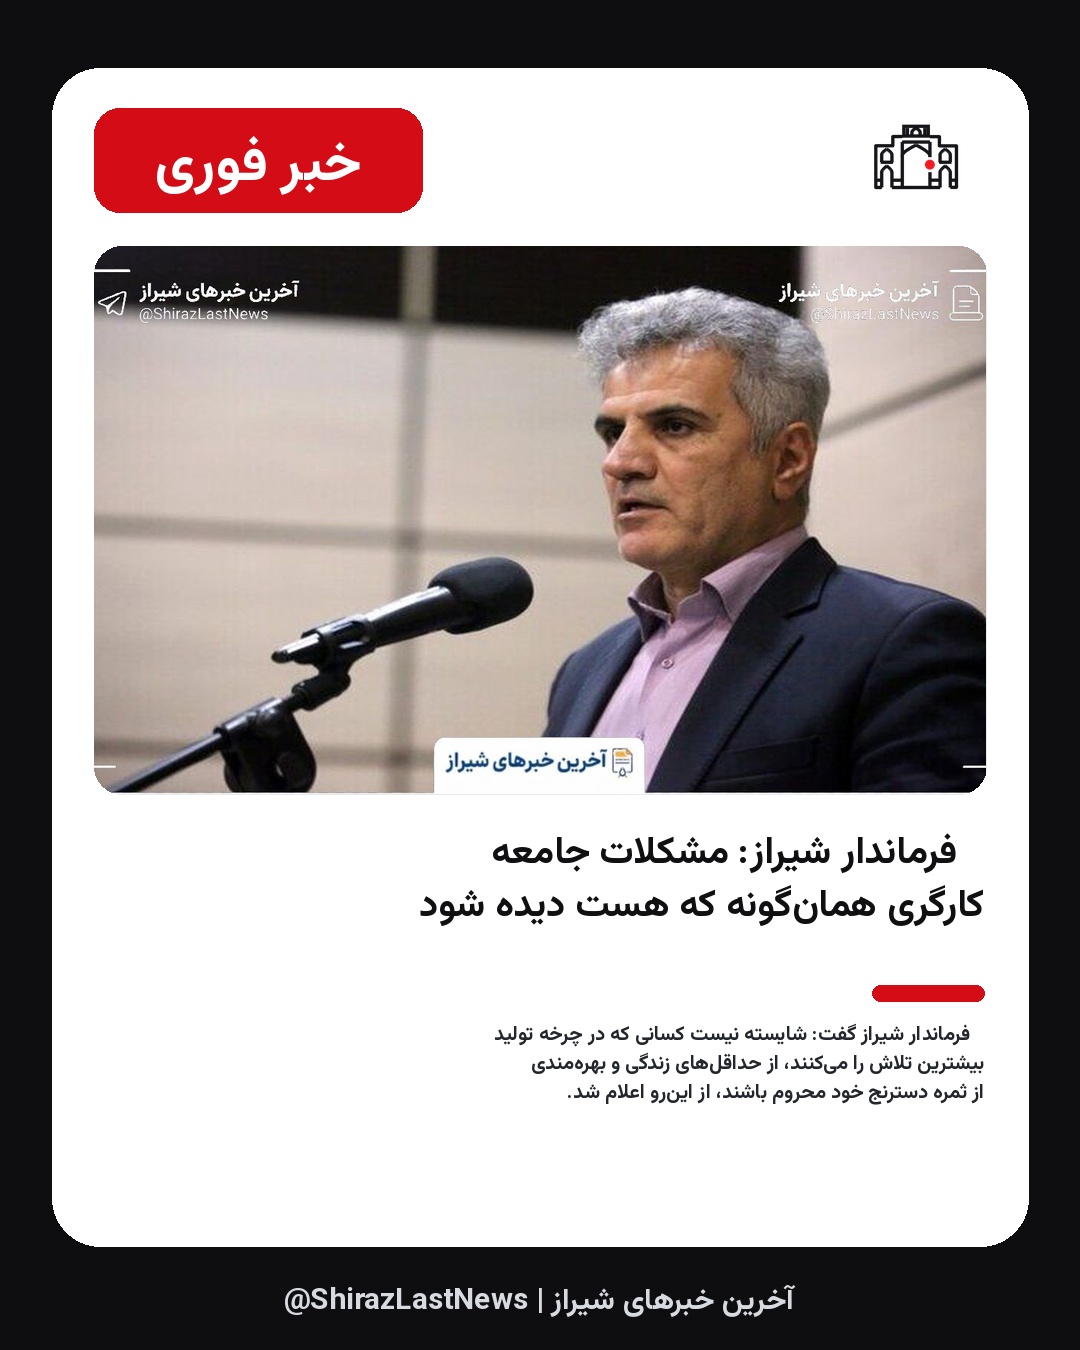 خبر فوری
آخرین خبرهای شیراز
@ShirazLastNews
آخرین خبرهای شیراز
@ShirazLastNews
آخرین خبرهای شیراز
فرماندار شیراز: مشکلات جامعه
کارگری همان‌گونه که هست دیده شود
فرماندار شیراز گفت: شایسته نیست کسانی که در چرخه تولید
بیشترین تلاش را می‌کنند، از حداقل‌های زندگی و بهره‌مندی
از ثمره دسترنج خود محروم باشند، از این‌رو اعلام شد.
آخرین خبرهای شیراز | @ShirazLastNews